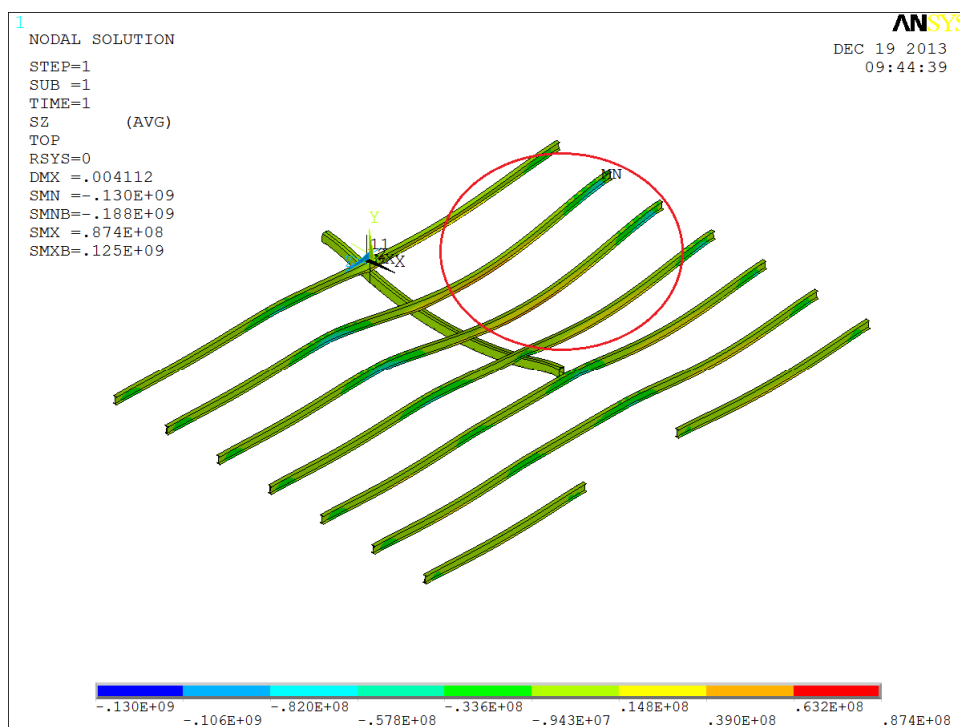 1
NODAL SOLUTION
STEP=1
SUB =1
TIME=1
SZ (AVG)
TOP
RSYS=0
DMX =.004112
SMN =-.130E+09
SMNB=-.188E+09
SMX =.874E+08
SMXB=.125E+09
ANSYS
DEC 19 2013
09:44:39
MN
Y
11
X
-.130E+09
-.106E+09
-.820E+08
-.578E+08
-.336E+08
-.943E+07
.148E+08
.390E+08
.632E+08
.874E+08